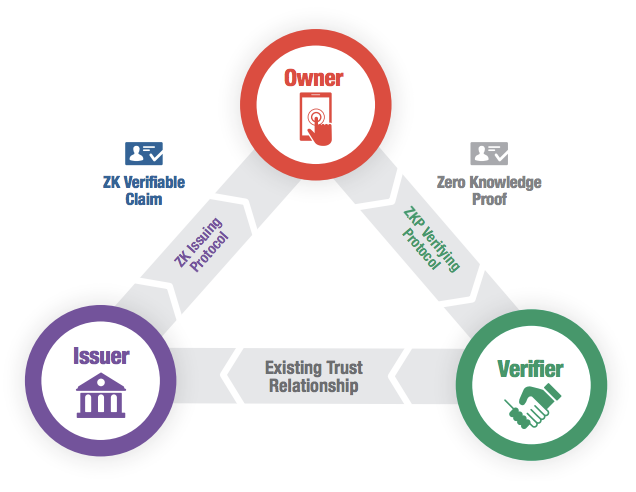 Owner
ZK Verifiable
Claim
Zero Knowledge
Proof
ZK Issuing
Protocol
ZKP Verifying
Protocol
Issuer
Existing Trust
Relationship
Verifier